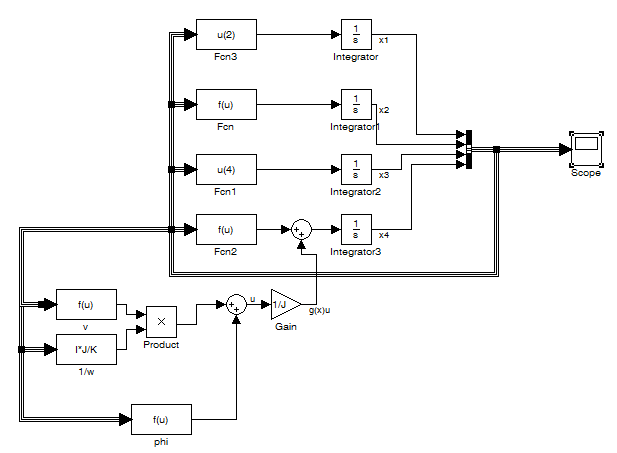 u(2)
Fcn3
1
s
Integrator
x1
f(u)
Fcn
1
s
Integrator1
x2
u(4)
Fcn1
1
s
Integrator2
x3
Scope
f(u)
Fcn2
+
+
1
s
Integrator3
x4
f(u)
v
×
Product
+
+
u
1/J
Gain
g(x)u
I*J/K
1/w
f(u)
phi